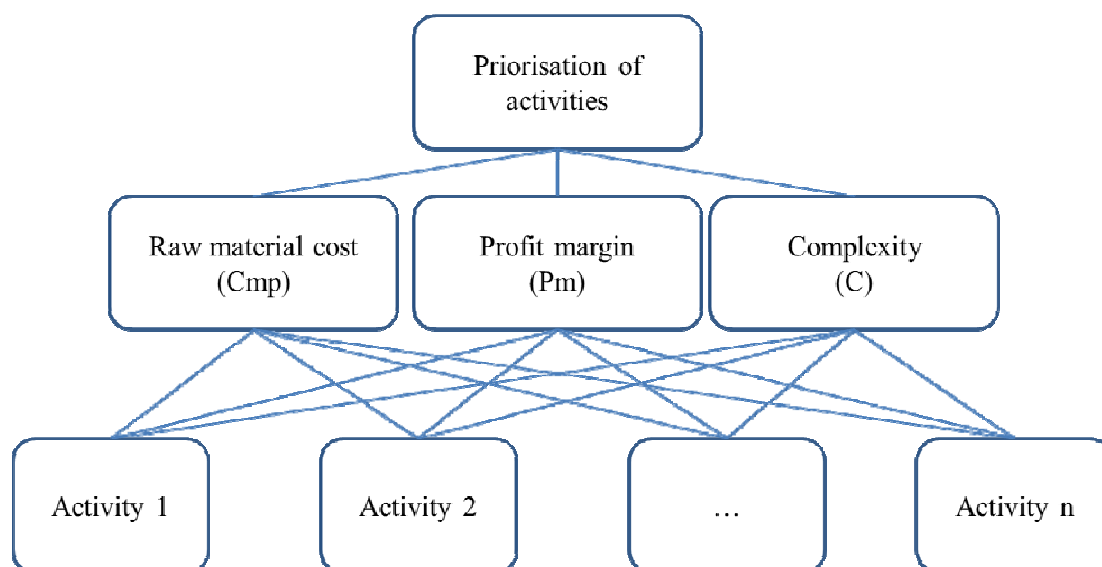 Priorisation of
activities
Raw material cost
(Cmp)
Profit margin
(Pm)
Complexity
(C)
Activity 1
Activity 2
...
Activity n